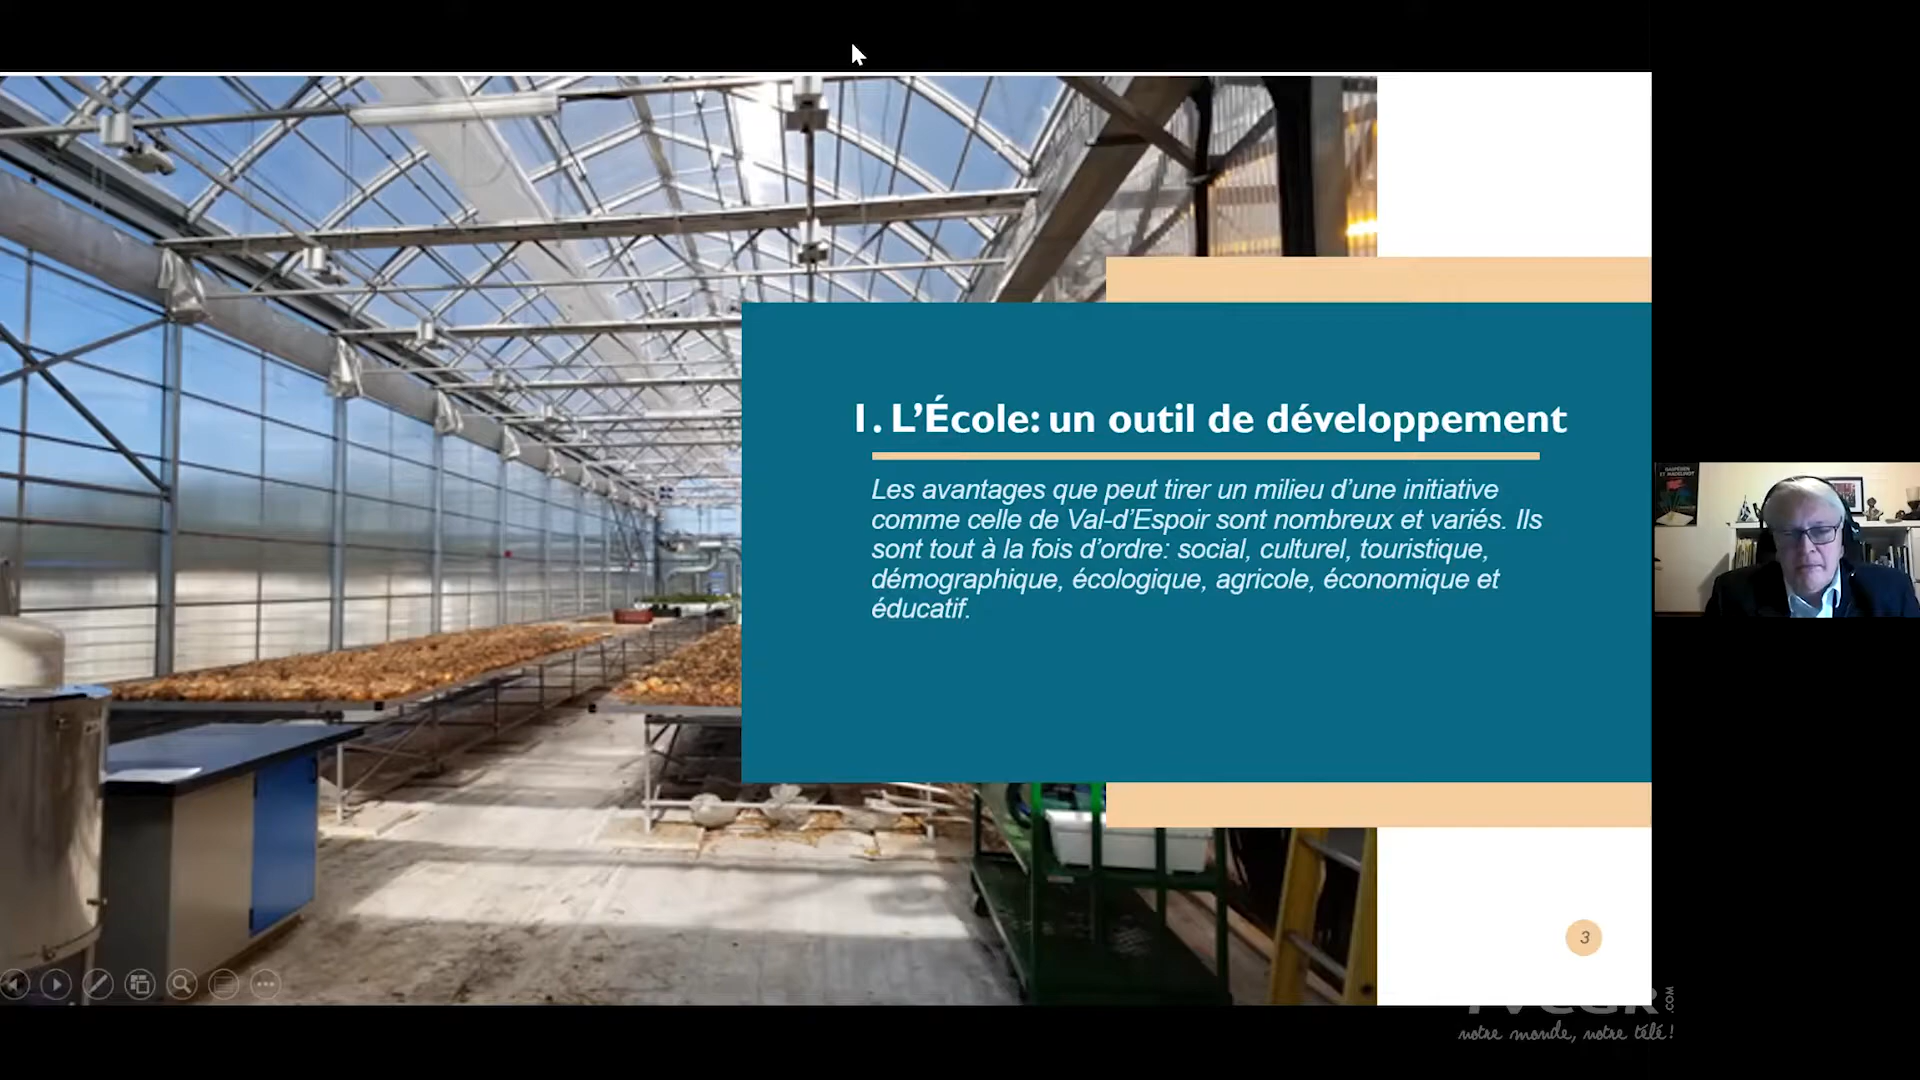 1. L’École: un outil de développement
Les avantages que peut tirer un milieu d’une initiative
comme celle de Val-d’Espoir sont nombreux et variés. Ils
sont tout à la fois d’ordre: social, culturel, touristique,
démographique, écologique, agricole, économique et
éducatif.
3
.COM
notre monde, notre télé!